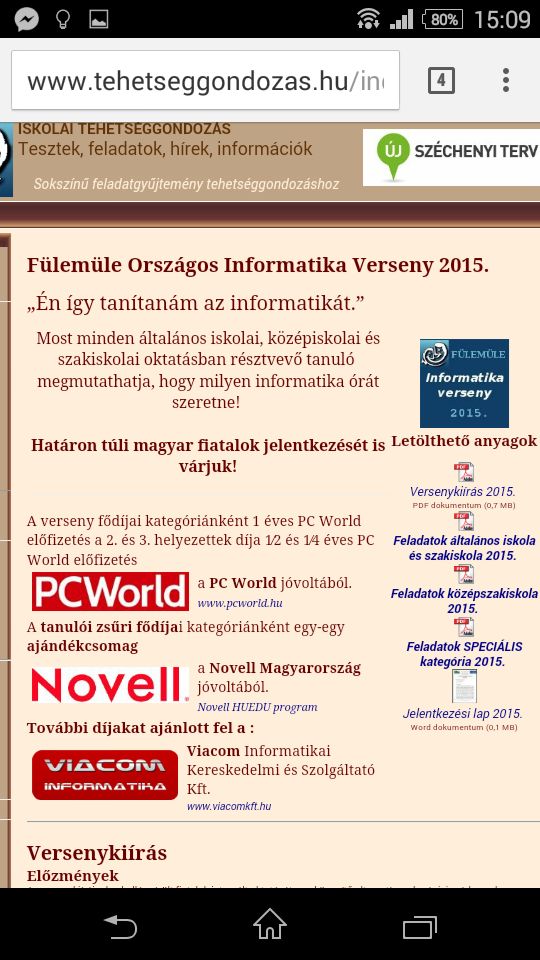 80% 15:09
www.tehetseggondozas.hu/in
4
ISKOLAI TEHETSÉGGONDOZÁS
Tesztek, feladatok, hírek, információk
Sokszínű feladatgyűjtemény tehetséggondozáshoz
ÚJ SZÉCHENYI TERV
Fülemüle Országos Informatika Verseny 2015.
„Én így tanítanám az informatikát.”
Most minden általános iskolai, középiskolai és
szakiskolai oktatásban résztvevő tanuló
megmutathatja, hogy milyen informatika órát
szeretne!
Határon túli magyar fiatalok jelentkezését is
várjuk!
A verseny fődíjai kategóriánként 1 éves PC World
előfizetés a 2. és 3. helyezettek díja 1⁄2 és 1⁄4 éves PC
World előfizetés
PCWorld
a PC World jóvoltából.
www.pcworld.hu
A tanulói zsűri fődíjai kategóriánként egy-egy
ajándékcsomag
Novell
a Novell Magyarország
jóvoltából.
Novell HUEDU program
További díjakat ajánlott fel a :
VIACOM
INFORMATIKA
Viacom Informatikai
Kereskedelmi és Szolgáltató
Kft.
www.viacomkft.hu
FÜLEMÜLE
Informatika
verseny
2015.
Letölthető anyagok
PDF
Versenykiírás 2015.
PDF dokumentum (0,7 MB)
PDF
Feladatok általános iskola
és szakiskola 2015.
PDF
Feladatok középszakiskola
2015.
PDF
Feladatok SPECIÁLIS
kategória 2015.
Jelentkezési lap 2015.
Word dokumentum (0,1 MB)
Versenykiírás
Előzmények